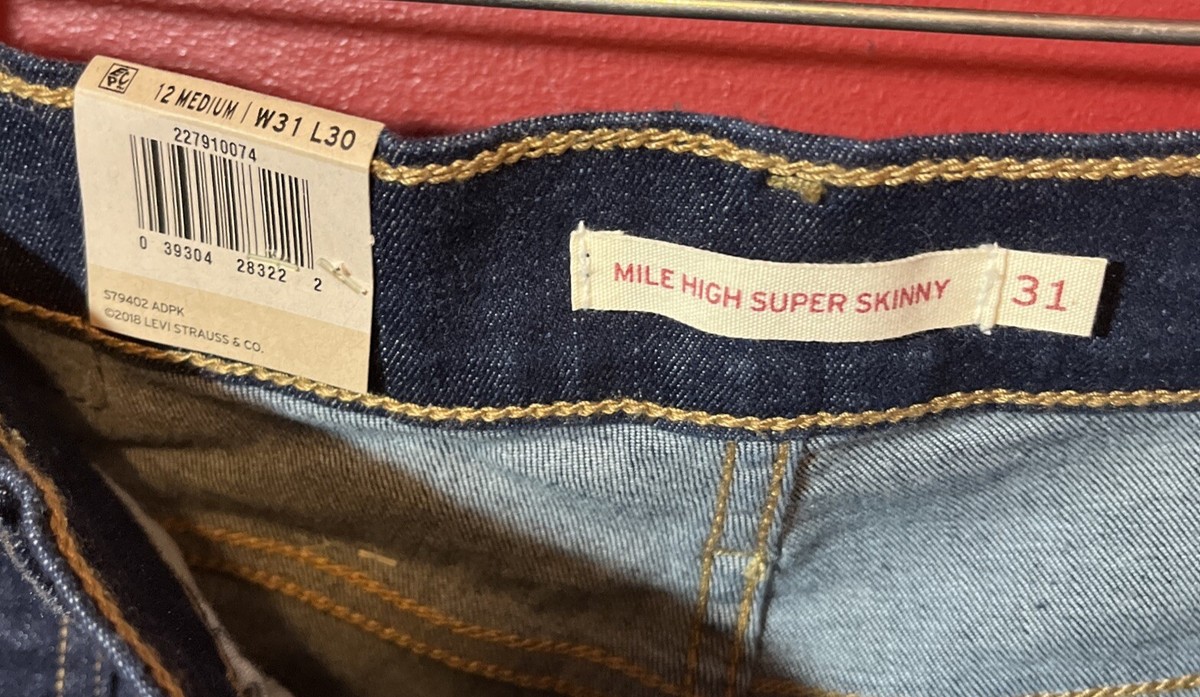 12 MEDIUM / W31 L30
227910074
0 39304 28322 2
S79402 ADPK
©2018 LEVI STRAUSS & CO.
MILE HIGH SUPER SKINNY 31